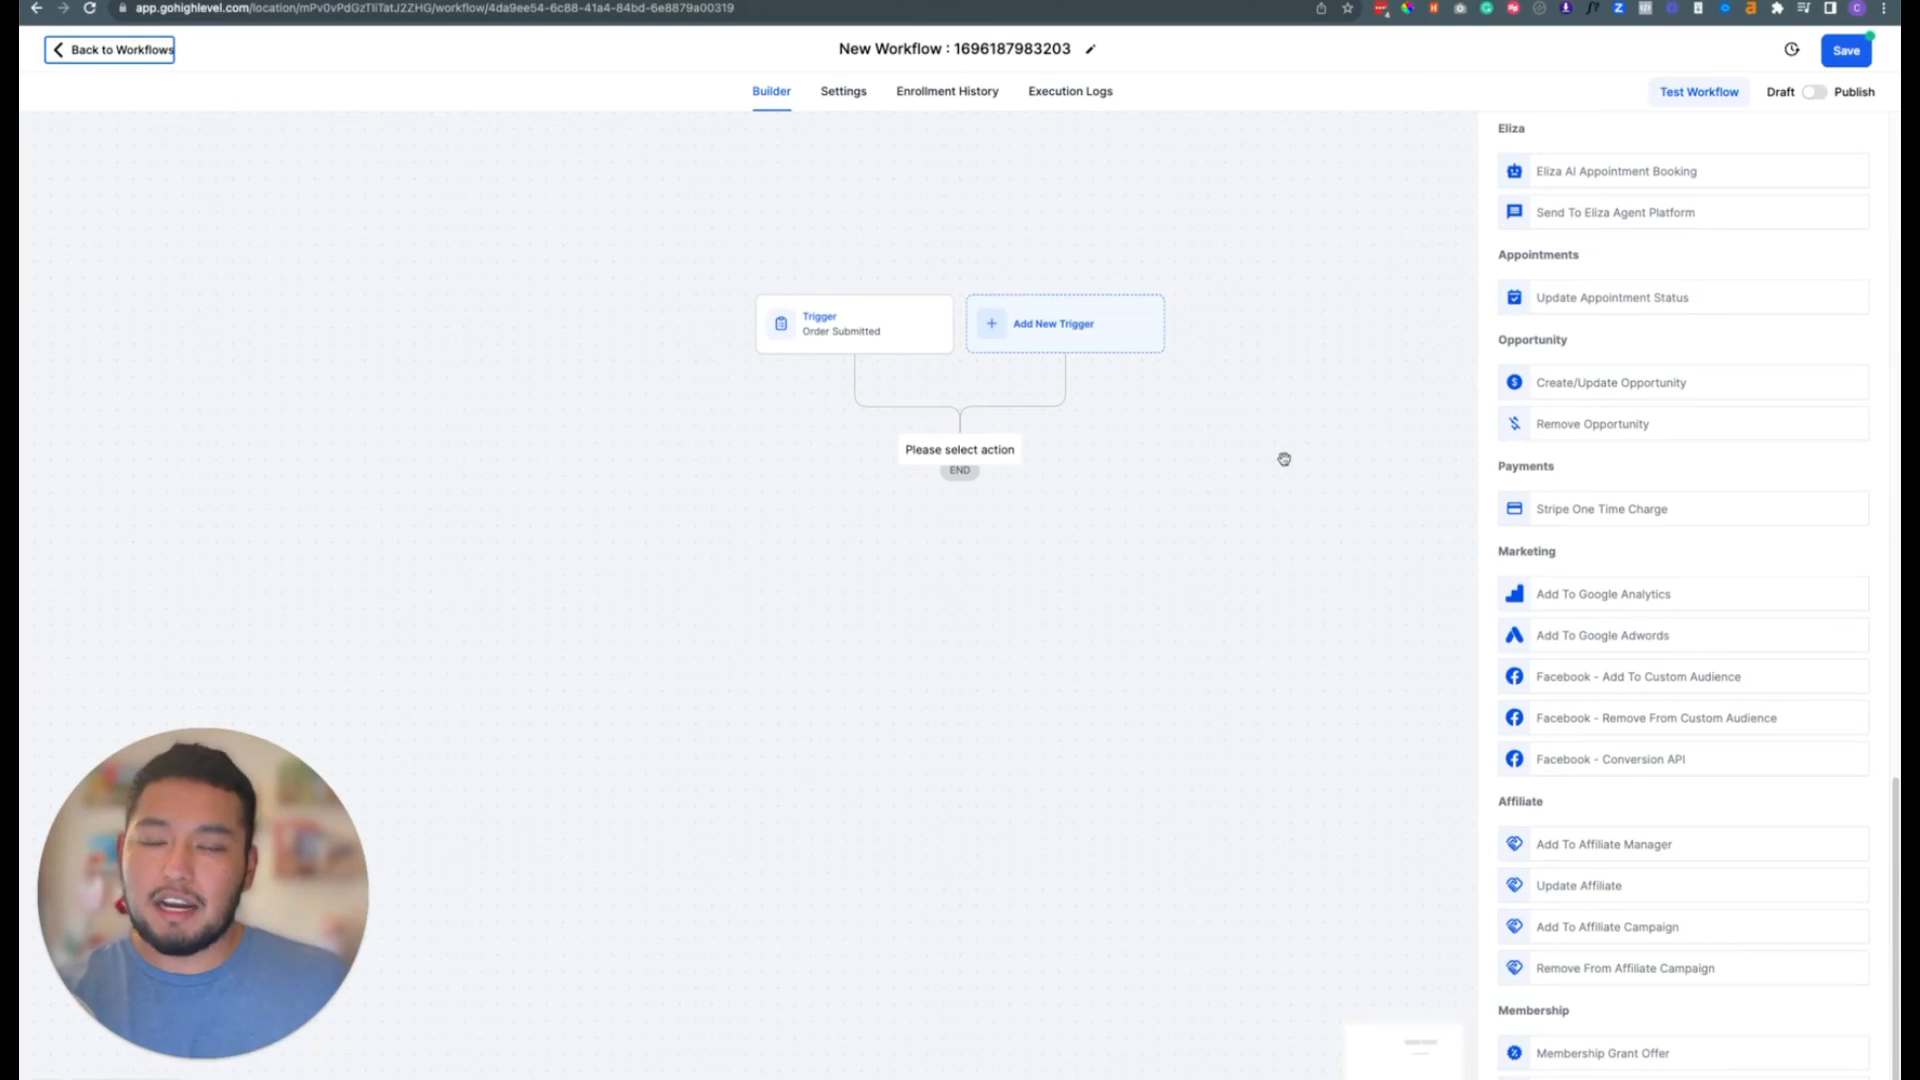 app.gohighlevel.com/location/mPv0vPdGzTIiTatJ2ZHG/workflow/4da9ee54-6c88-41a4-84bd-6e8879a00319
Back to Workflows
New Workflow : 1696187983203
Save
Builder
Settings
Enrollment History
Execution Logs
Test Workflow
Draft
Publish
Trigger
Order Submitted
Add New Trigger
Please select action
END
Eliza
Eliza AI Appointment Booking
Send To Eliza Agent Platform
Appointments
Update Appointment Status
Opportunity
Create/Update Opportunity
Remove Opportunity
Payments
Stripe One Time Charge
Marketing
Add To Google Analytics
Add To Google Adwords
Facebook - Add To Custom Audience
Facebook - Remove From Custom Audience
Facebook - Conversion API
Affiliate
Add To Affiliate Manager
Update Affiliate
Add To Affiliate Campaign
Remove From Affiliate Campaign
Membership
Membership Grant Offer